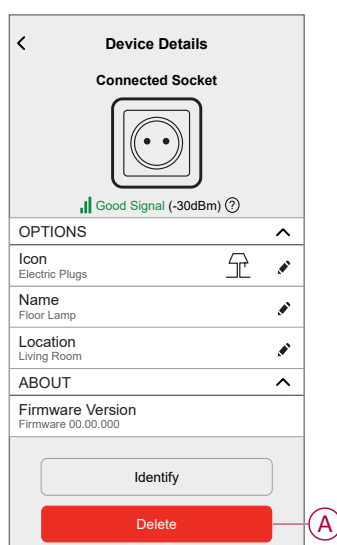 Device Details
Connected Socket
Good Signal (-30dBm) ?
OPTIONS
Icon
Electric Plugs
Name
Floor Lamp
Location
Living Room
ABOUT
Firmware Version
Firmware 00.00.000
Identify
Delete
A